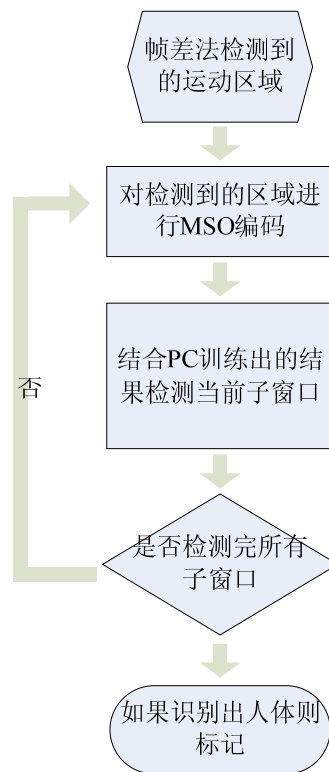 帧差法检测到
的运动区域
对检测到的区域进
行MSO编码
结合PC训练出的结
果检测当前子窗口
否
是否检测完所有
子窗口
如果识别出人体则
标记